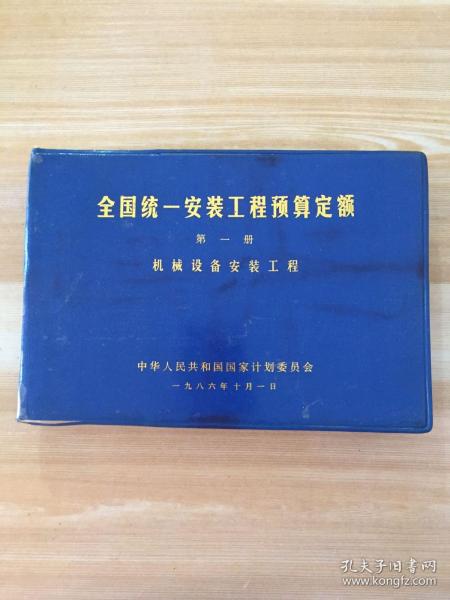 全国统一安装工程预算定额
第一册
机械设备安装工程
中华人民共和国国家计划委员会
一九八六年十月一日
孔夫子旧书网
www.kongfz.com